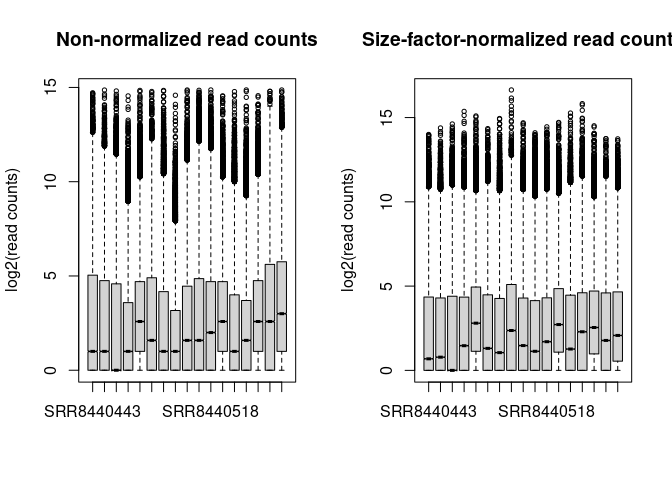 Non-normalized read counts
log2(read counts)
15
10
5
0
SRR8440443 SRR8440518
Size-factor-normalized read count
log2(read counts)
15
10
5
0
SRR8440443 SRR8440518